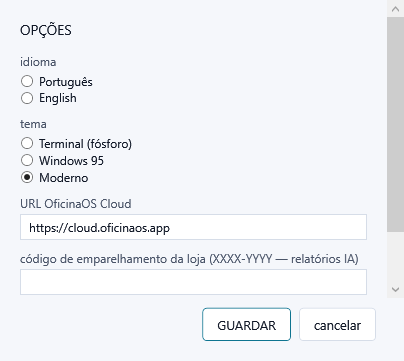 OPÇÕES
idioma
Português
English
tema
Terminal (fósforo)
Windows 95
Moderno
URL OficinaOS Cloud
https://cloud.oficinaos.app
código de emparelhamento da loja (XXXX-YYYY — relatórios IA)
GUARDAR cancelar